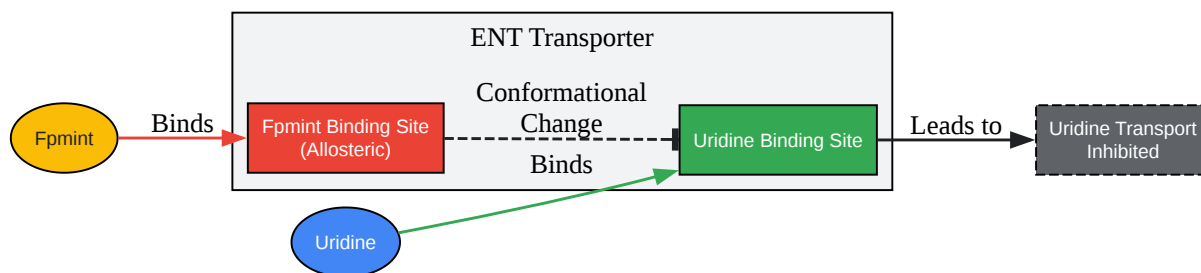 ENT Transporter
Fpmint
Binds
Fpmint Binding Site
(Allosteric)
Conformational
Change
Binds
Uridine Binding Site
Leads to
Uridine Transport
Inhibited
Uridine